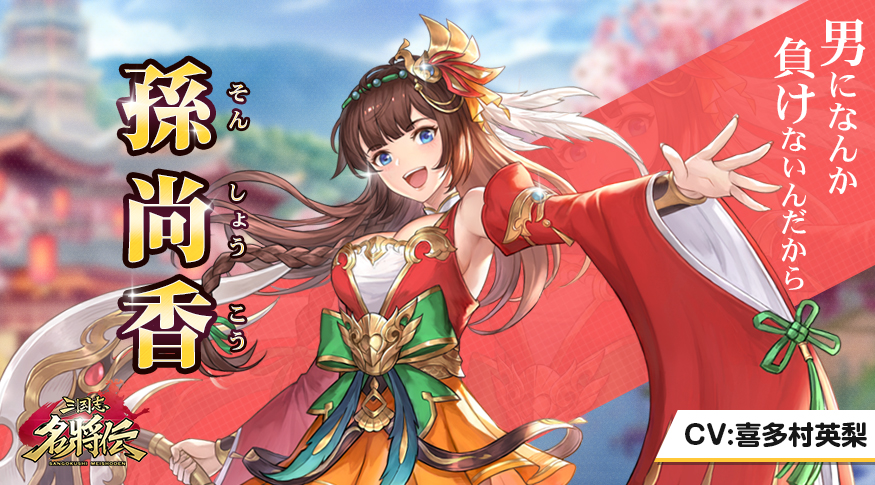 孫尚香
そんしょうこう
男になんか
負けないんだから
三国志
名将伝
SANGOKUSHI MEISHODEN
CV:喜多村英梨